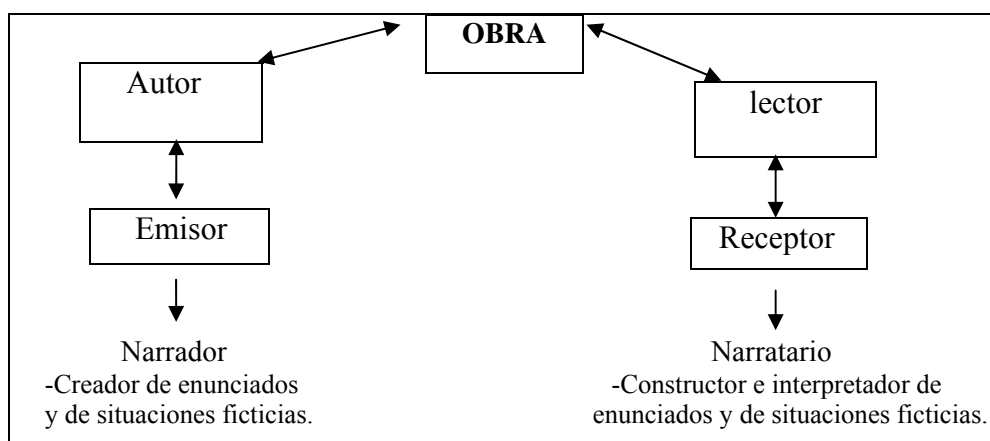 OBRA
Autor
lector
Emisor
Receptor
Narrador
-Creador de enunciados
y de situaciones ficticias.
Narratario
-Constructor e interpretador de
enunciados y de situaciones ficticias.